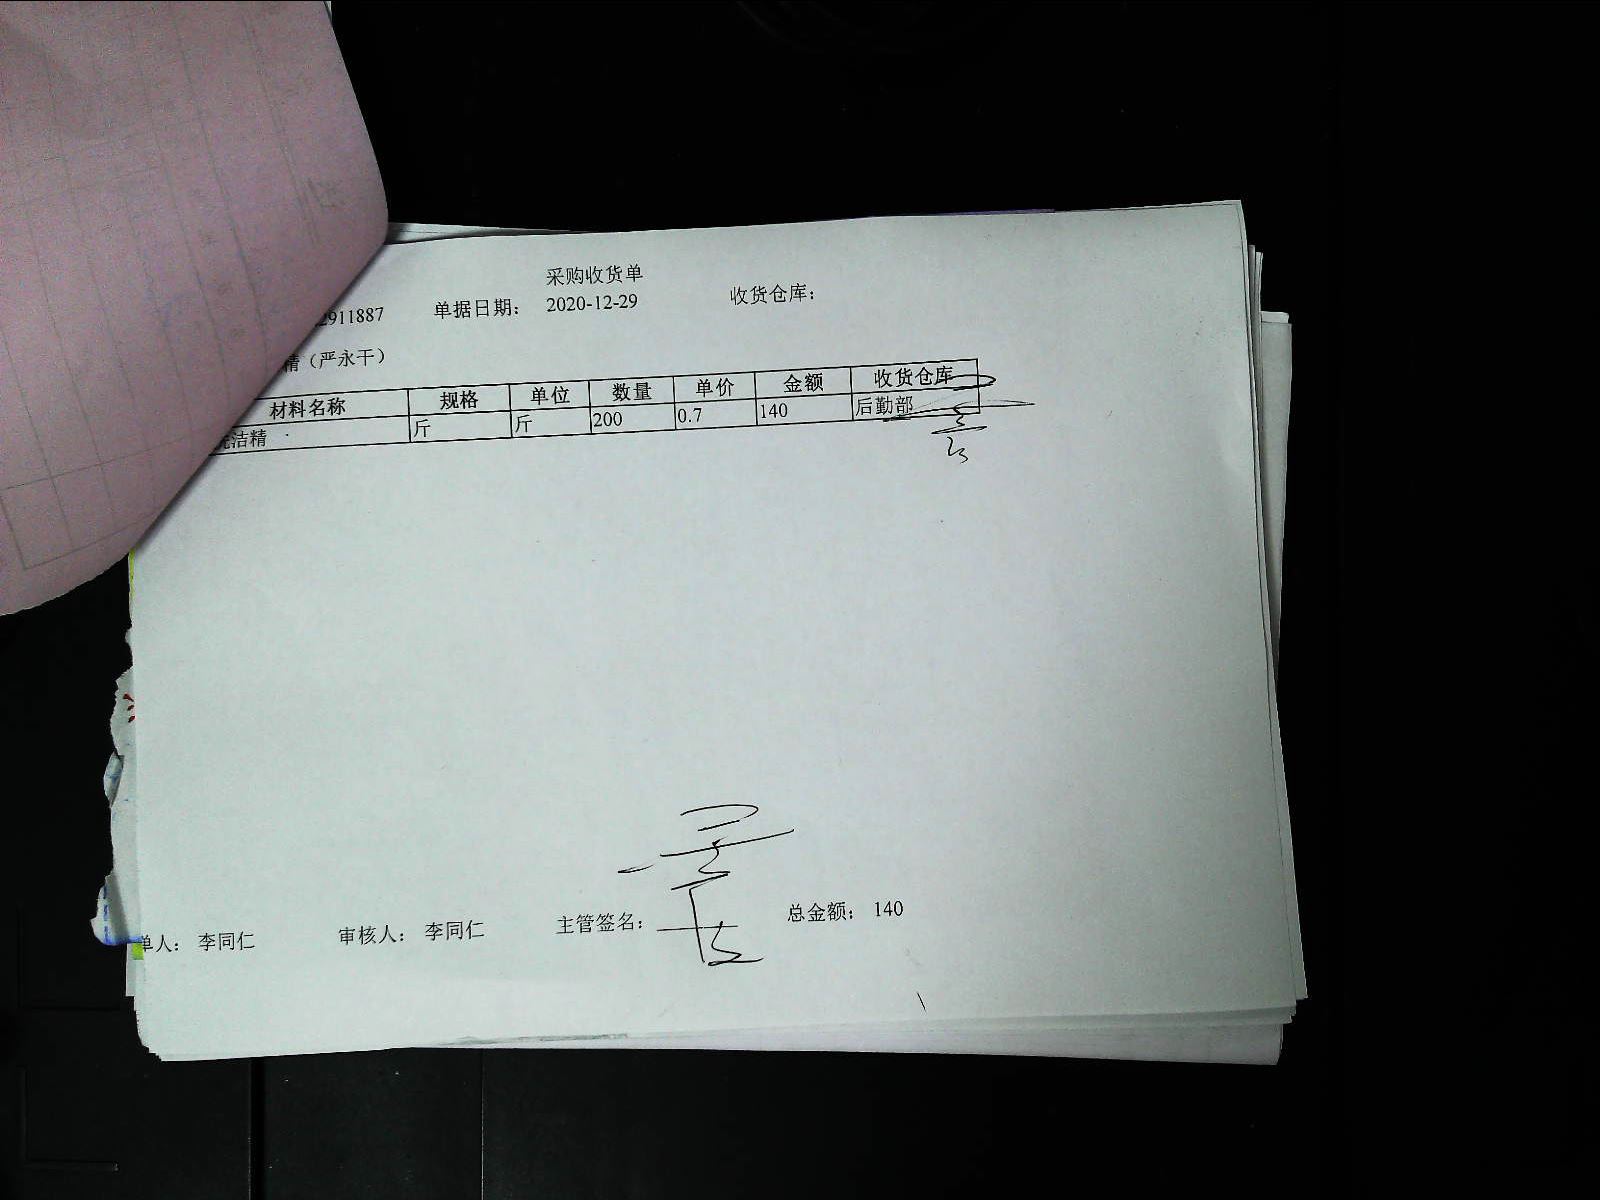 采购收货单
2911887 单据日期： 2020-12-29 收货仓库：
精（严永干）
材料名称 规格 单位 数量 单价 金额 收货仓库
洗洁精 斤 斤 200 0.7 140 后勤部
单人： 李同仁 审核人： 李同仁 主管签名： 总金额： 140